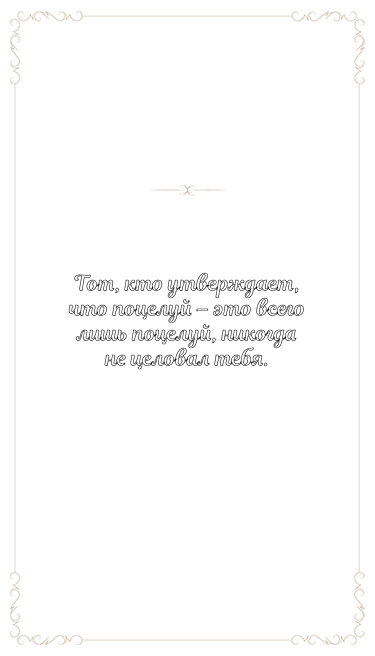 Тот, кто утверждает,
что поцелуй – это всего
лишь поцелуй, никогда
не целовал тебя.